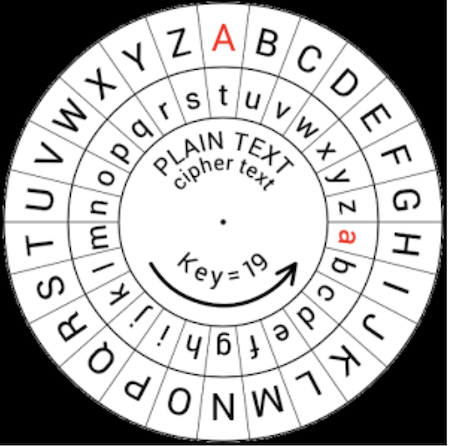 A B C D E F G H I J K L M N O P Q R S T U V W X Y Z
t u v w x y z a b c d e f g h i j k l m n o p q r s
PLAIN TEXT
cipher text
Key=19